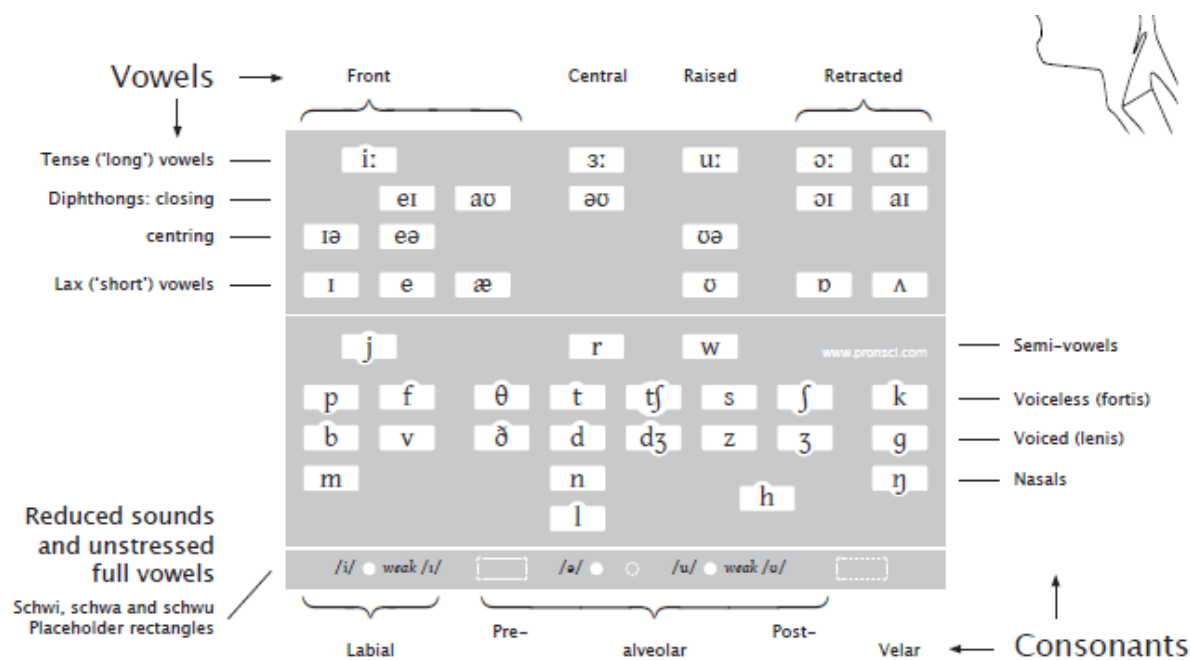 Vowels
Front Central Raised Retracted
Tense (‘long’) vowels iː ɜː uː ɔː ɑː
Diphthongs: closing eɪ aʊ əʊ ɔɪ aɪ
centring ɪə eə ʊə
Lax (‘short’) vowels ɪ e æ ʊ ɒ ʌ
j r w www.pronsci.com Semi-vowels
p f θ t tʃ s ʃ k Voiceless (fortis)
b v ð d dʒ z ʒ g Voiced (lenis)
m n ŋ Nasals
h
l
Reduced sounds
and unstressed
full vowels
/i/ weak /ɪ/ /ə/ /u/ weak /ʊ/
Schwi, schwa and schwu
Placeholder rectangles
Labial Pre- alveolar Post- Velar
Consonants